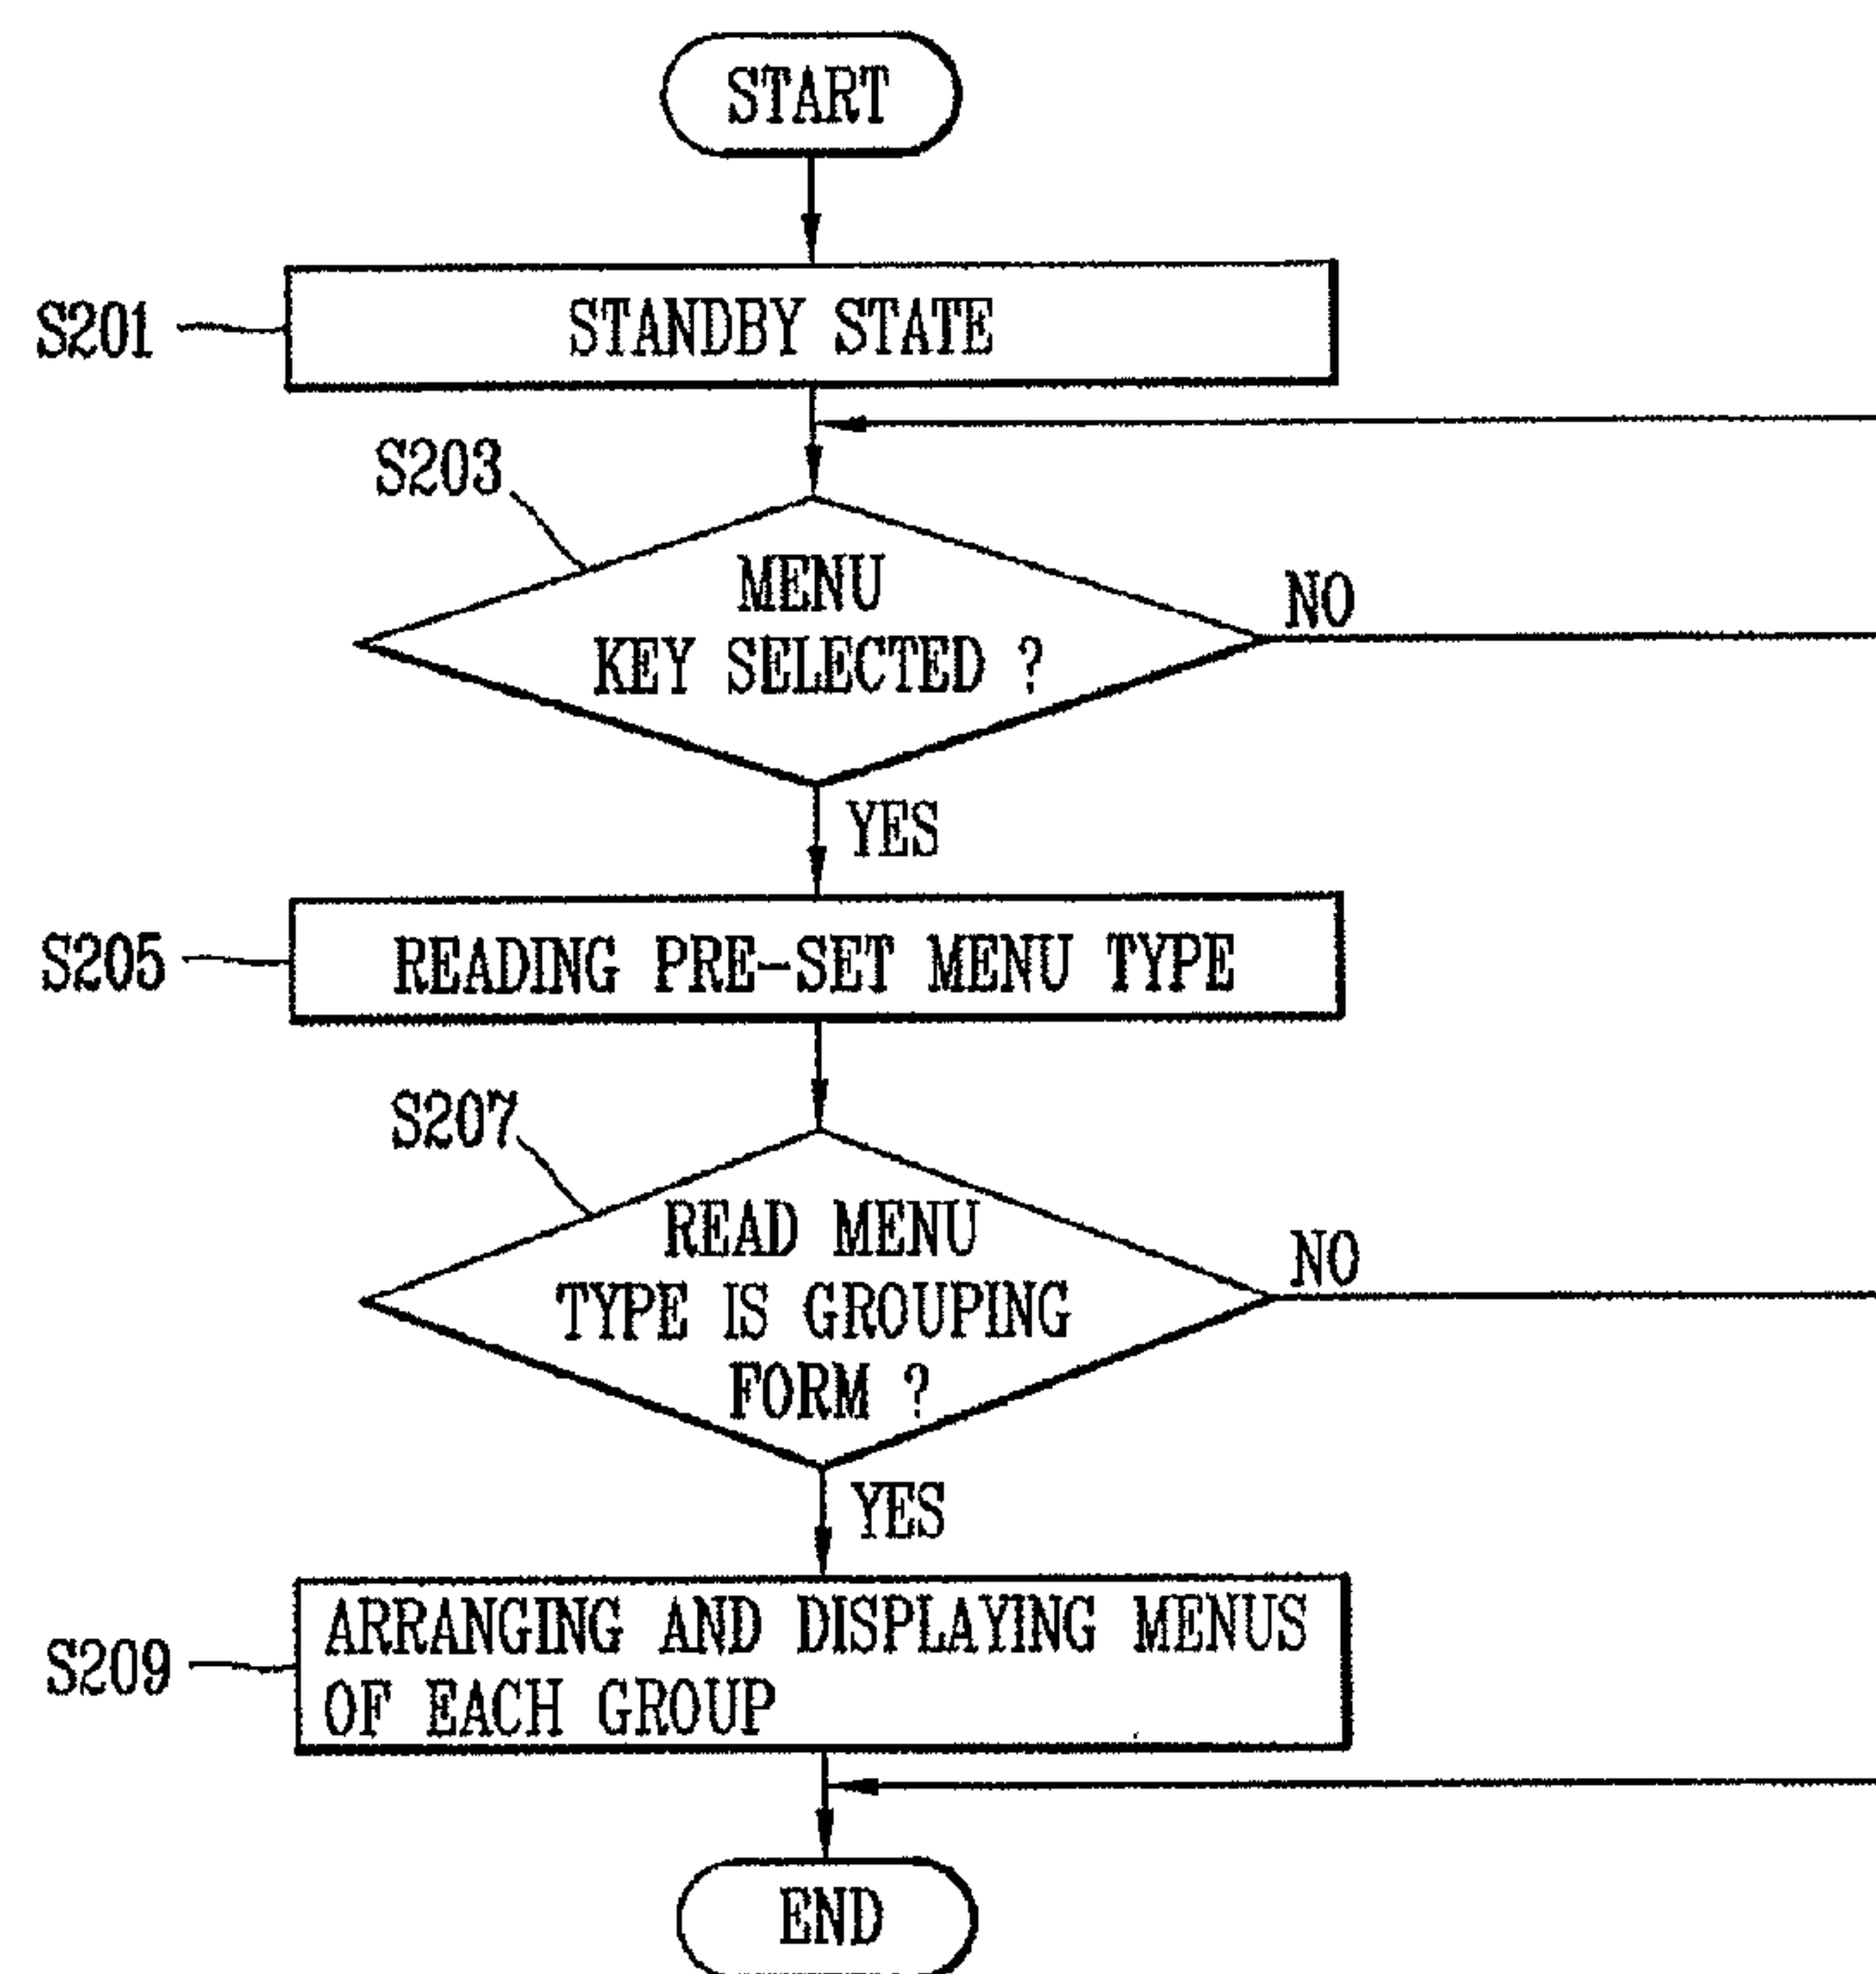 START
S201
STANDBY STATE
S203
MENU
KEY SELECTED ?
NO
YES
S205
READING PRE-SET MENU TYPE
S207
READ MENU
TYPE IS GROUPING
FORM ?
NO
YES
S209
ARRANGING AND DISPLAYING MENUS
OF EACH GROUP
END